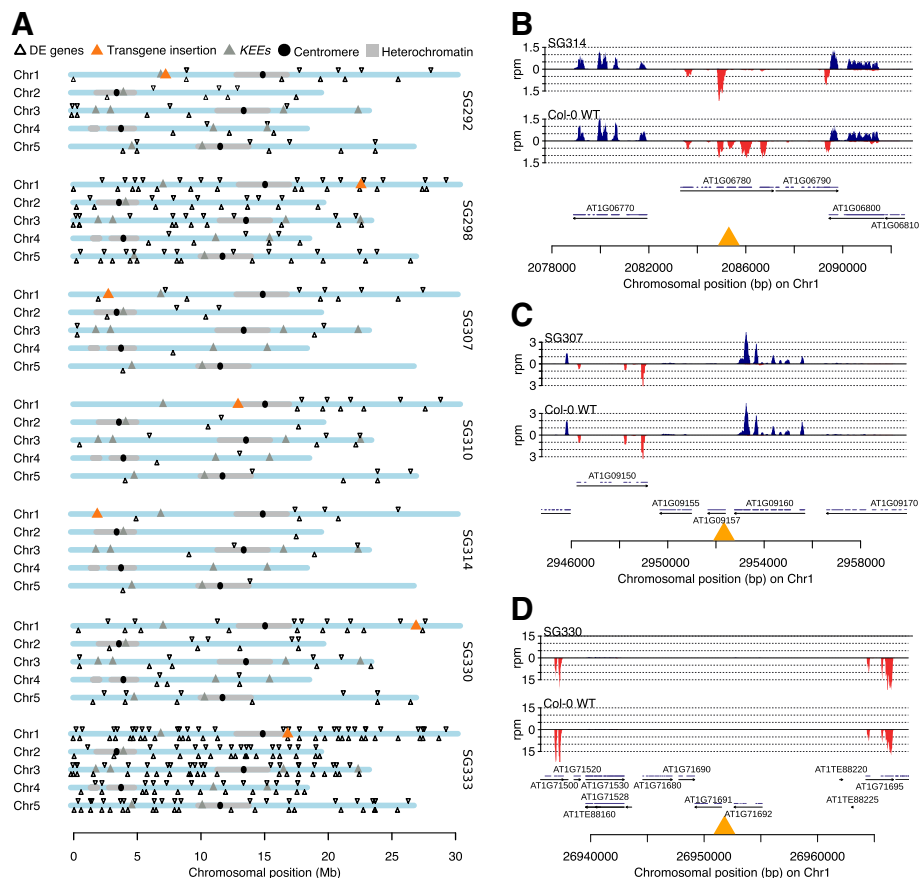 A
DE genes Transgene insertion KEEs Centromere Heterochromatin
Chr1
Chr2
Chr3
Chr4
Chr5
SG292
Chr1
Chr2
Chr3
Chr4
Chr5
SG298
Chr1
Chr2
Chr3
Chr4
Chr5
SG307
Chr1
Chr2
Chr3
Chr4
Chr5
SG310
Chr1
Chr2
Chr3
Chr4
Chr5
SG314
Chr1
Chr2
Chr3
Chr4
Chr5
SG330
Chr1
Chr2
Chr3
Chr4
Chr5
SG333
0 5 10 15 20 25 30
Chromosomal position (Mb)
B
SG314
1.5
0
1.5
rpm
Col-0 WT
1.5
0
1.5
rpm
AT1G06780 AT1G06790
AT1G06770 AT1G06800
AT1G06810
2078000 2082000 2086000 2090000
Chromosomal position (bp) on Chr1
C
SG307
3
0
3
rpm
Col-0 WT
3
0
3
rpm
AT1G09150
AT1G09155 AT1G09160 AT1G09170
AT1G09157
2946000 2950000 2954000 2958000
Chromosomal position (bp) on Chr1
D
SG330
15
0
15
rpm
Col-0 WT
15
0
15
rpm
AT1G71520 AT1G71690 AT1TE88220
AT1G71500 AT1G71530 AT1G71680 AT1G71695
AT1G71528 AT1G71691 AT1TE88225
AT1TE88160 AT1G71692
26940000 26950000 26960000
Chromosomal position (bp) on Chr1